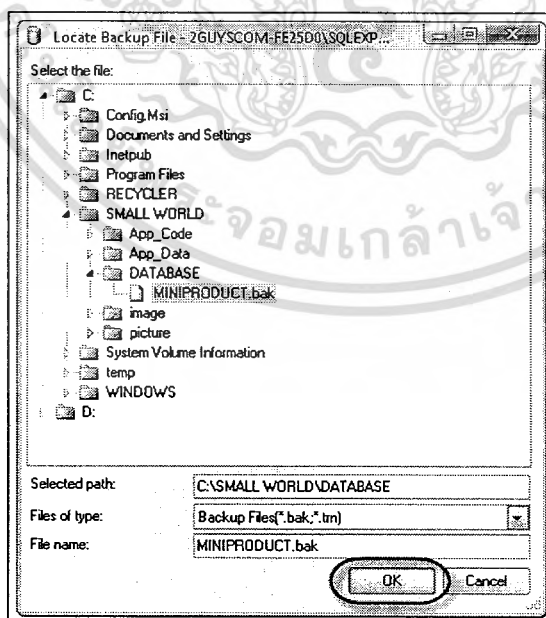 Locate Backup File - 2GUYSCOM-FE25D0\SQLEXP...
Select the file:
C:
Config.Msi
Documents and Settings
Inetpub
Program Files
RECYCLER
SMALL WORLD
App_Code
App_Data
DATABASE
MINIPRODUCT.bak
image
picture
System Volume Information
temp
WINDOWS
D:
Selected path: C:\SMALL WORLD\DATABASE
Files of type: Backup Files(*.bak;*.trn)
File name: MINIPRODUCT.bak
OK Cancel